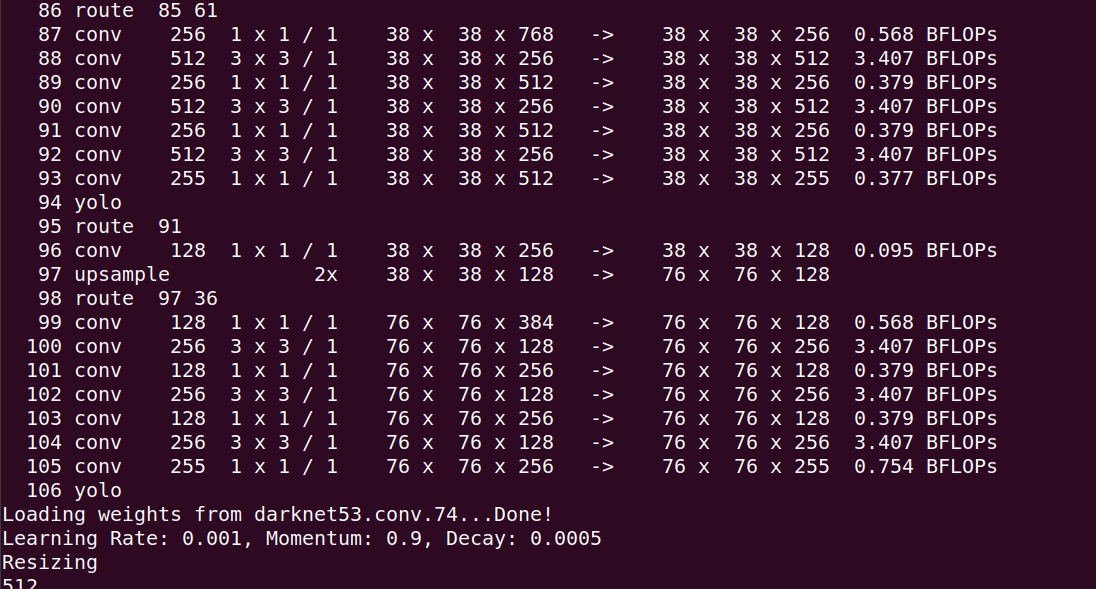 86 route  85 61
87 conv    256  1 x 1 / 1    38 x  38 x 768   ->    38 x  38 x 256  0.568 BFLOPs
88 conv    512  3 x 3 / 1    38 x  38 x 256   ->    38 x  38 x 512  3.407 BFLOPs
89 conv    256  1 x 1 / 1    38 x  38 x 512   ->    38 x  38 x 256  0.379 BFLOPs
90 conv    512  3 x 3 / 1    38 x  38 x 256   ->    38 x  38 x 512  3.407 BFLOPs
91 conv    256  1 x 1 / 1    38 x  38 x 512   ->    38 x  38 x 256  0.379 BFLOPs
92 conv    512  3 x 3 / 1    38 x  38 x 256   ->    38 x  38 x 512  3.407 BFLOPs
93 conv    255  1 x 1 / 1    38 x  38 x 512   ->    38 x  38 x 255  0.377 BFLOPs
94 yolo
95 route  91
96 conv    128  1 x 1 / 1    38 x  38 x 256   ->    38 x  38 x 128  0.095 BFLOPs
97 upsample            2x    38 x  38 x 128   ->    76 x  76 x 128
98 route  97 36
99 conv    128  1 x 1 / 1    76 x  76 x 384   ->    76 x  76 x 128  0.568 BFLOPs
100 conv    256  3 x 3 / 1    76 x  76 x 128   ->    76 x  76 x 256  3.407 BFLOPs
101 conv    128  1 x 1 / 1    76 x  76 x 256   ->    76 x  76 x 128  0.379 BFLOPs
102 conv    256  3 x 3 / 1    76 x  76 x 128   ->    76 x  76 x 256  3.407 BFLOPs
103 conv    128  1 x 1 / 1    76 x  76 x 256   ->    76 x  76 x 128  0.379 BFLOPs
104 conv    256  3 x 3 / 1    76 x  76 x 128   ->    76 x  76 x 256  3.407 BFLOPs
105 conv    255  1 x 1 / 1    76 x  76 x 256   ->    76 x  76 x 255  0.754 BFLOPs
106 yolo
Loading weights from darknet53.conv.74...Done!
Learning Rate: 0.001, Momentum: 0.9, Decay: 0.0005
Resizing
512